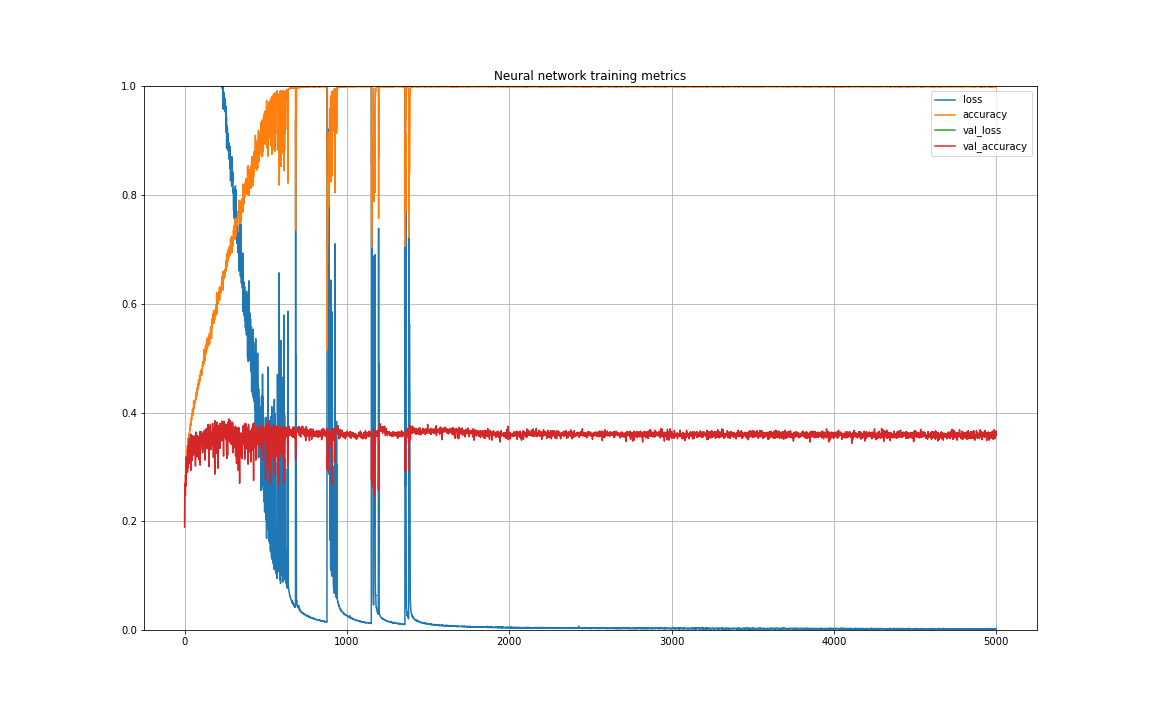 Neural network training metrics
1.0
0.8
0.6
0.4
0.2
0.0
0 1000 2000 3000 4000 5000
loss
accuracy
val_loss
val_accuracy